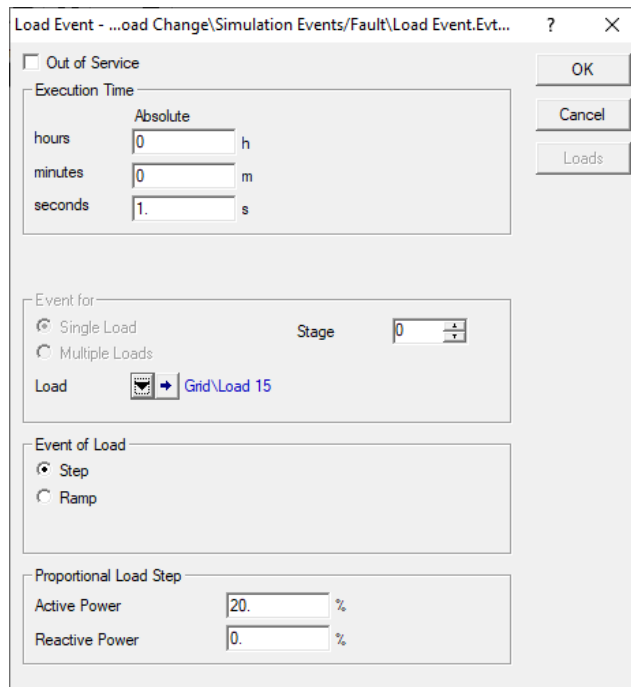 Load Event - ...oad Change\Simulation Events/Fault\Load Event.Evt... ?
Out of Service
OK
Execution Time
Absolute
Cancel
hours 0 h
Loads
minutes 0 m
seconds 1. s
Event for
Single Load
Stage 0
Multiple Loads
Load Grid\Load 15
Event of Load
Step
Ramp
Proportional Load Step
Active Power 20. %
Reactive Power 0. %